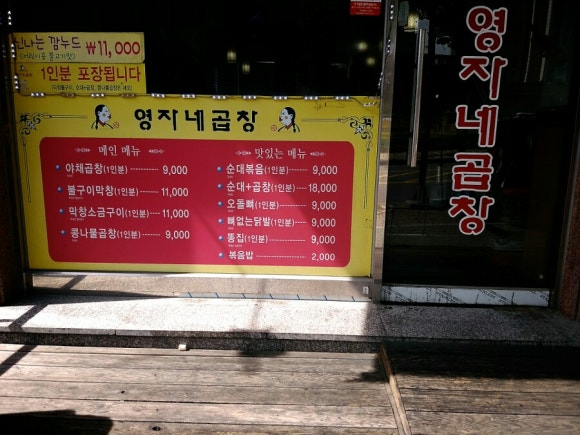 신나는 깜누드 ₩11,000
1인분 포장됩니다
영자네곱창
메인 메뉴
야채곱창(1인분) 9,000
불구이막창(1인분) 11,000
막창소금구이(1인분) 11,000
콩나물곱창(1인분) 9,000
맛있는 메뉴
순대볶음(1인분) 9,000
순대+곱창(1인분) 18,000
오돌뼈(1인분) 9,000
뼈없는닭발(1인분) 9,000
똥집(1인분) 9,000
볶음밥 2,000
영자네곱창